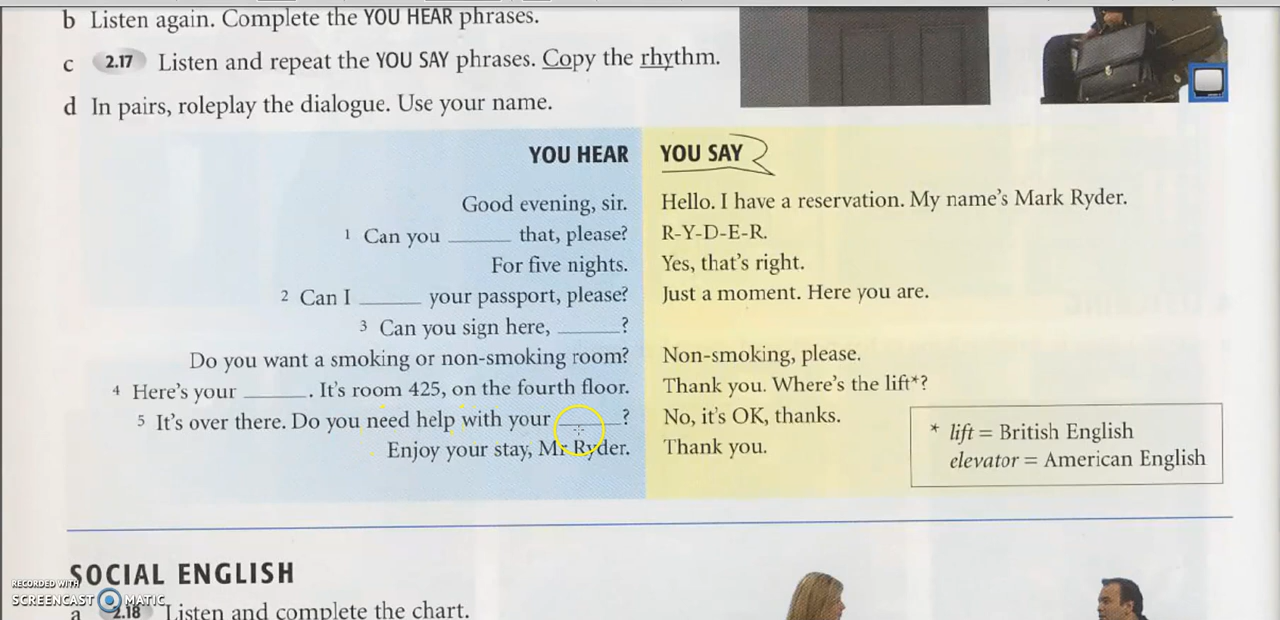 b Listen again. Complete the YOU HEAR phrases.
c 2.17 Listen and repeat the YOU SAY phrases. Copy the rhythm.
d In pairs, roleplay the dialogue. Use your name.
YOU HEAR
YOU SAY
Good evening, sir.
Hello. I have a reservation. My name's Mark Ryder.
1 Can you ______ that, please?
R-Y-D-E-R.
For five nights.
Yes, that's right.
2 Can I ______ your passport, please?
Just a moment. Here you are.
3 Can you sign here, ______?
Do you want a smoking or non-smoking room?
Non-smoking, please.
4 Here's your ______. It's room 425, on the fourth floor.
Thank you. Where's the lift*?
5 It's over there. Do you need help with your ______?
No, it's OK, thanks.
Enjoy your stay, Mr Ryder.
Thank you.
* lift = British English
elevator = American English
SOCIAL ENGLISH
a 2.18 Listen and complete the chart.
RECORDED WITH
SCREENCAST MATIC